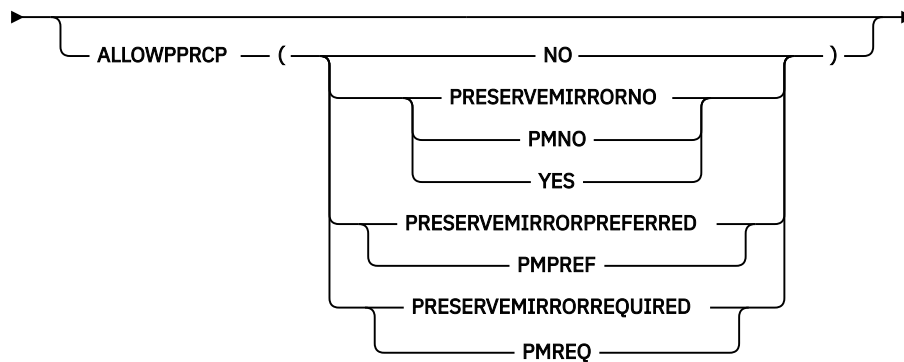 ALLOWPPRCP ( NO )
PRESERVEMIRRORNO
PMNO
YES
PRESERVEMIRRORPREFERRED
PMPREF
PRESERVEMIRRORREQUIRED
PMREQ